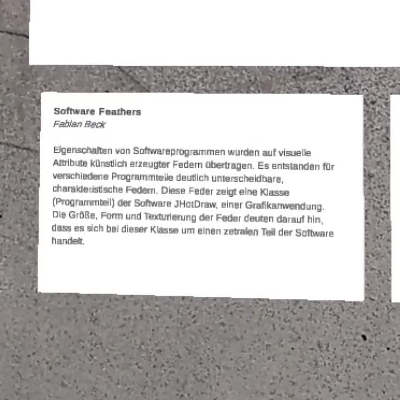 Software Feathers
Fabian Beck
Eigenschaften von Softwareprogrammen wurden auf visuelle
Attribute künstlich erzeugter Federn übertragen. Es entstanden für
verschiedene Programmteile deutlich unterscheidbare,
charakteristische Federn. Diese Feder zeigt eine Klasse
(Programmteil) der Software JHotDraw, einer Grafikanwendung.
Die Größe, Form und Texturierung der Feder deuten darauf hin,
dass es sich bei dieser Klasse um einen zetralen Teil der Software
handelt.